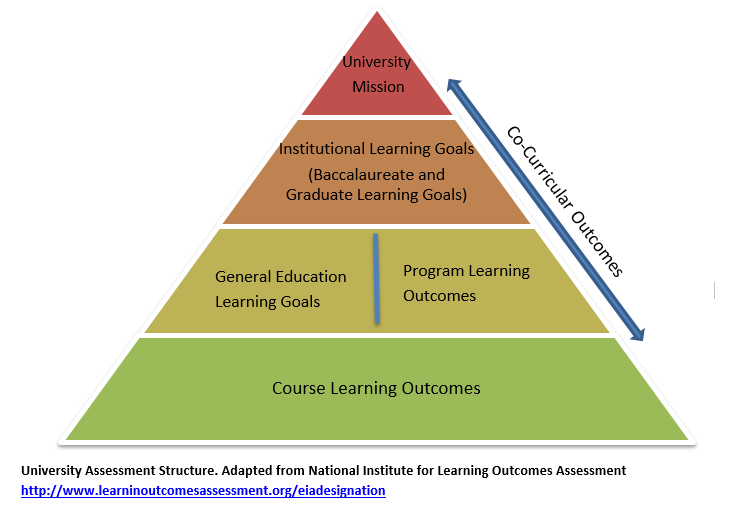 University
Mission
Institutional Learning Goals
(Baccalaureate and
Graduate Learning Goals)
Co-Curricular Outcomes
General Education
Learning Goals
Program Learning
Outcomes
Course Learning Outcomes
University Assessment Structure. Adapted from National Institute for Learning Outcomes Assessment
http://www.learninoutcomesassessment.org/eiadesignation